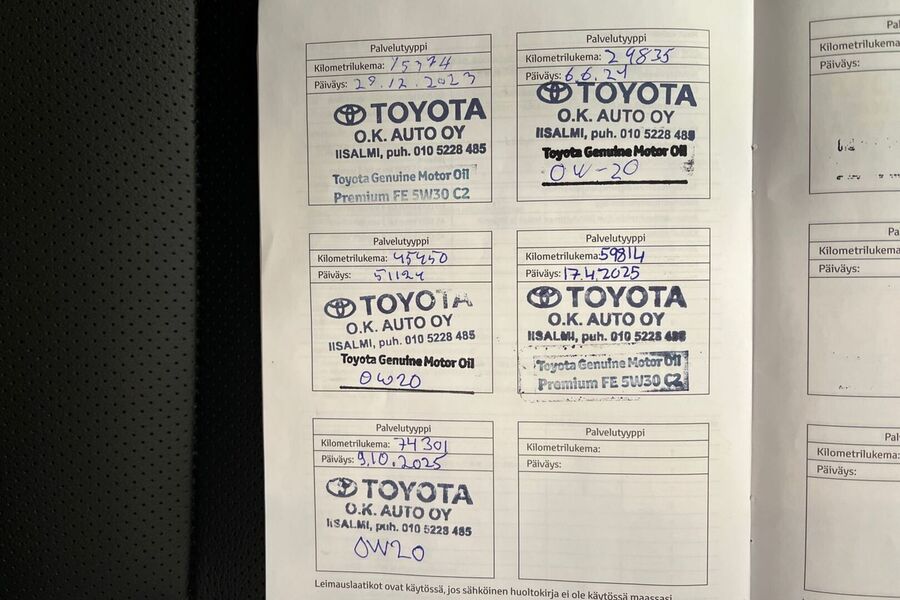 Palvelutyyppi
Kilometrilukema: 15374
Päiväys: 29.12.2023
TOYOTA
O.K. AUTO OY
IISALMI, puh. 010 5228 485
Toyota Genuine Motor Oil
Premium FE 5W30 C2
Palvelutyyppi
Kilometrilukema: 29835
Päiväys: 6.6.24
TOYOTA
O.K. AUTO OY
IISALMI, puh. 010 5228 485
Toyota Genuine Motor Oil
0W-20
Palvelutyyppi
Kilometrilukema: 45450
Päiväys: 51124
TOYOTA
O.K. AUTO OY
IISALMI, puh. 010 5228 485
Toyota Genuine Motor Oil
0W20
Palvelutyyppi
Kilometrilukema: 59814
Päiväys: 17.4.2025
TOYOTA
O.K. AUTO OY
IISALMI, puh. 010 5228 485
Toyota Genuine Motor Oil
Premium FE 5W30 C2
Palvelutyyppi
Kilometrilukema: 74301
Päiväys: 9.10.2025
TOYOTA
O.K. AUTO OY
IISALMI, puh. 010 5228 485
0W20
Palvelutyyppi
Kilometrilukema:
Päiväys:
Leimauslaatikot ovat käytössä, jos sähköinen huoltokirja ei ole käytössä maassasi
Pal
Kilometrilukema
Päiväys:
Pa
Kilometrilukema
Päiväys:
Pal
Kilometrilukema:
Päiväys: